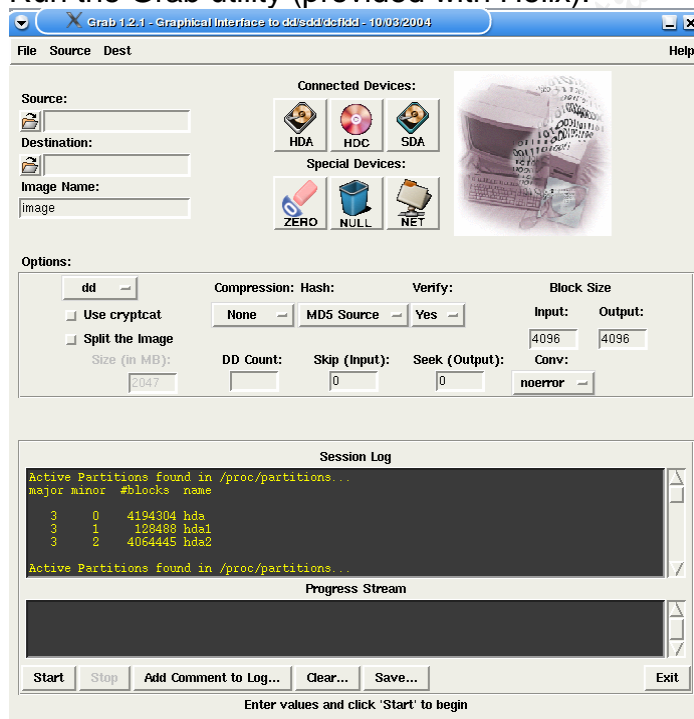 Run the Grab utility (provided with Helix):
Grab 1.2.1 - Graphical Interface to dd/sdd/dcfldd - 10/03/2004
File Source Dest Help
Connected Devices:
Source:
HDA HDC SDA
Destination:
Special Devices:
Image Name:
image
ZERO NULL NET
Options:
dd Compression: Hash: Verify: Block Size
Use cryptcat None MD5 Source Yes Input: Output:
Split the Image 4096 4096
Size (in MB): DD Count: Skip (Input): Seek (Output): Conv:
2047 0 0 noerror
Session Log
Active Partitions found in /proc/partitions...
major minor #blocks name
3 0 4194304 hda
3 1 128488 hda1
3 2 4064445 hda2
Active Partitions found in /proc/partitions...
Progress Stream
Start Stop Add Comment to Log... Clear... Save... Exit
Enter values and click 'Start' to begin